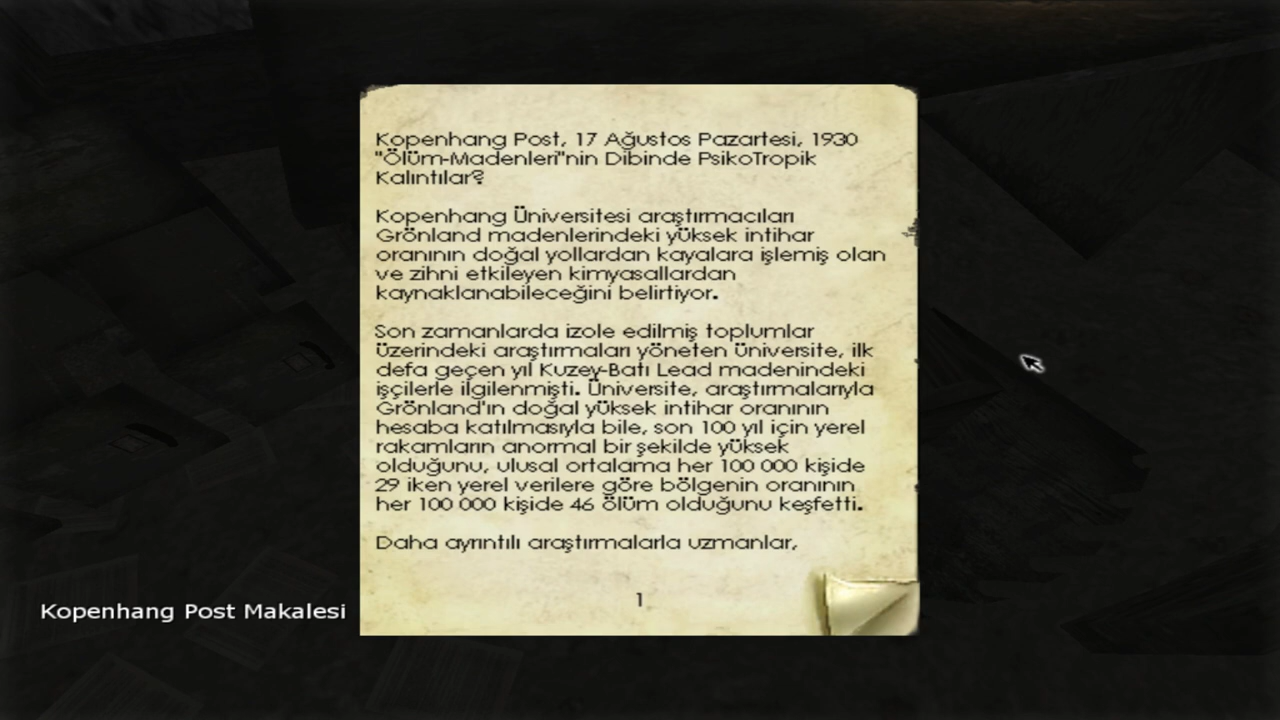 Kopenhang Post, 17 Ağustos Pazartesi, 1930
"Ölüm-Madenleri"nin Dibinde PsikoTropik
Kalıntılar?
Kopenhang Üniversitesi araştırmacıları
Grönland madenlerindeki yüksek intihar
oranının doğal yollardan kayalara işlemiş olan
ve zihni etkileyen kimyasallardan
kaynaklanabileceğini belirtiyor.
Son zamanlarda izole edilmiş toplumlar
üzerindeki araştırmaları yöneten üniversite, ilk
defa geçen yıl Kuzey-Batı Lead madenindeki
işçilerle ilgilenmişti. Üniversite, araştırmalarıyla
Grönland'ın doğal yüksek intihar oranının
hesaba katılmasıyla bile, son 100 yıl için yerel
rakamların anormal bir şekilde yüksek
olduğunu, ulusal ortalama her 100 000 kişide
29 iken yerel verilere göre bölgenin oranının
her 100 000 kişide 46 ölüm olduğunu keşfetti.
Daha ayrıntılı araştırmalarla uzmanlar,
1
Kopenhang Post Makalesi